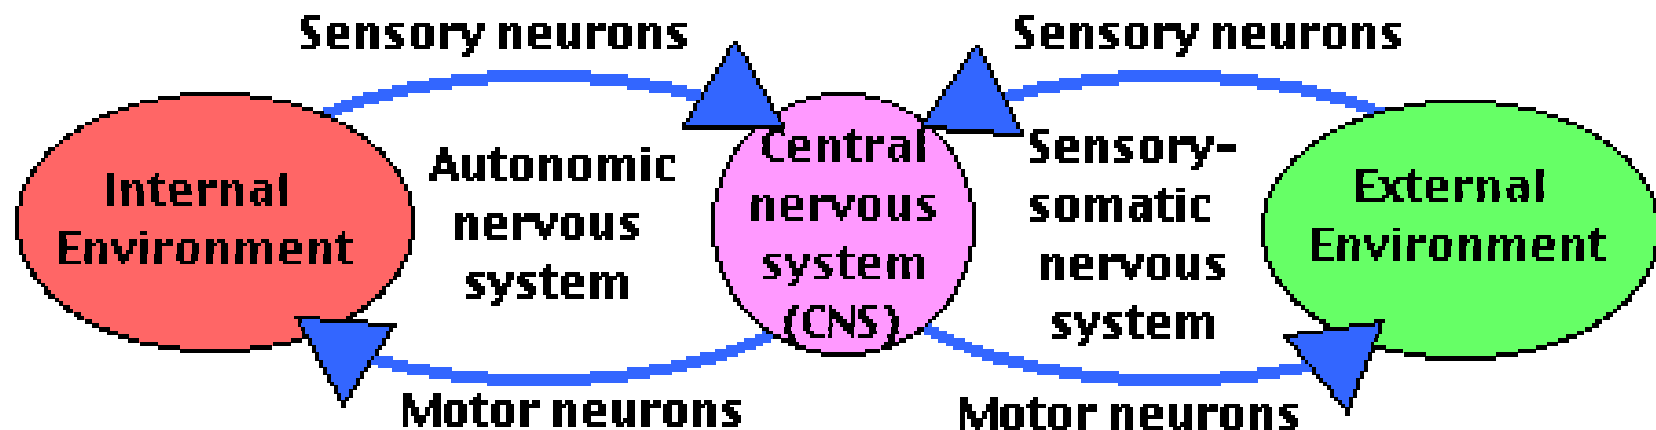 Sensory neurons
Sensory neurons
Internal
Environment
Autonomic
nervous
system
Central
nervous
system
(CNS)
Sensory-
somatic
nervous
system
External
Environment
Motor neurons
Motor neurons